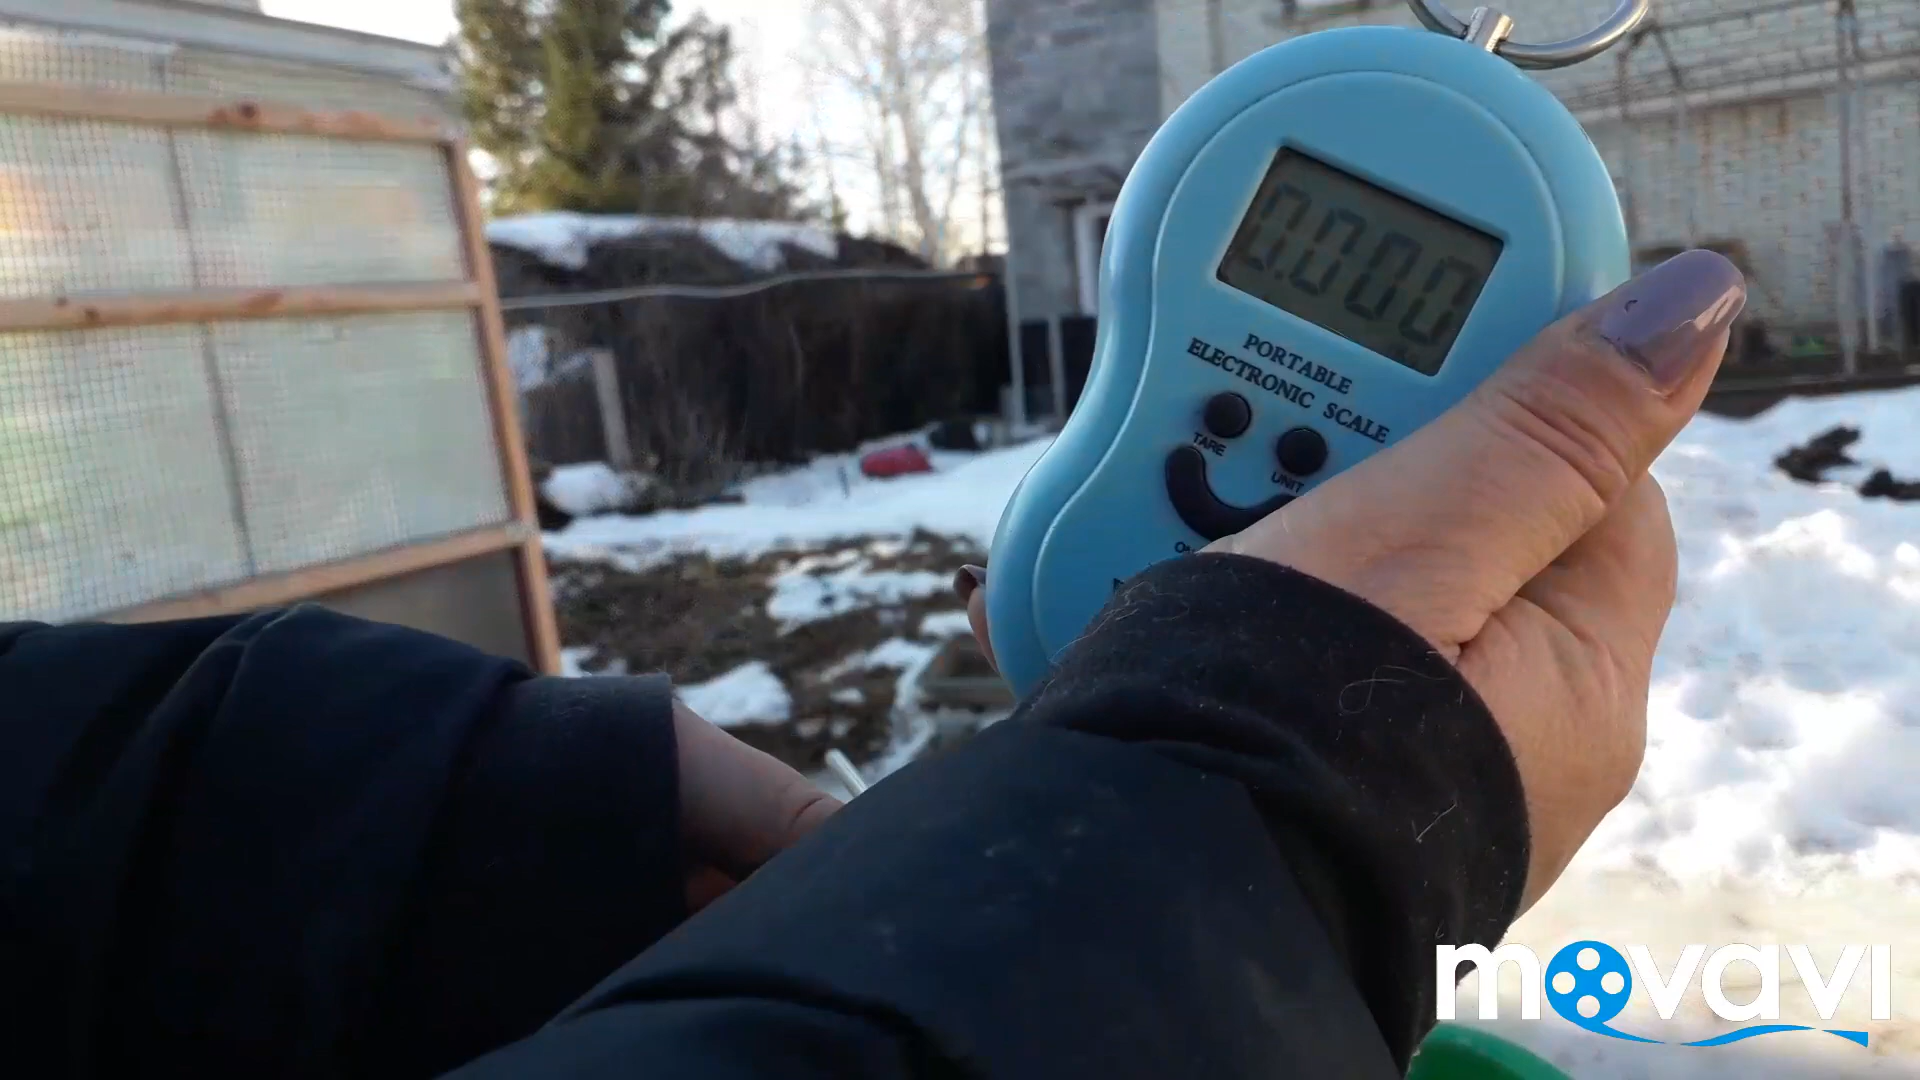 0.000
PORTABLE
ELECTRONIC SCALE
TARE
UNIT
movavi